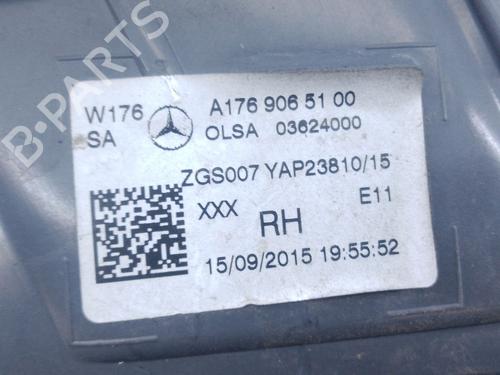 W176 A176 906 51 00
SA OLSA 03624000
ZGS007 YAP23810/15
XXX E11
RH
15/09/2015 19:55:52
B-PARTS